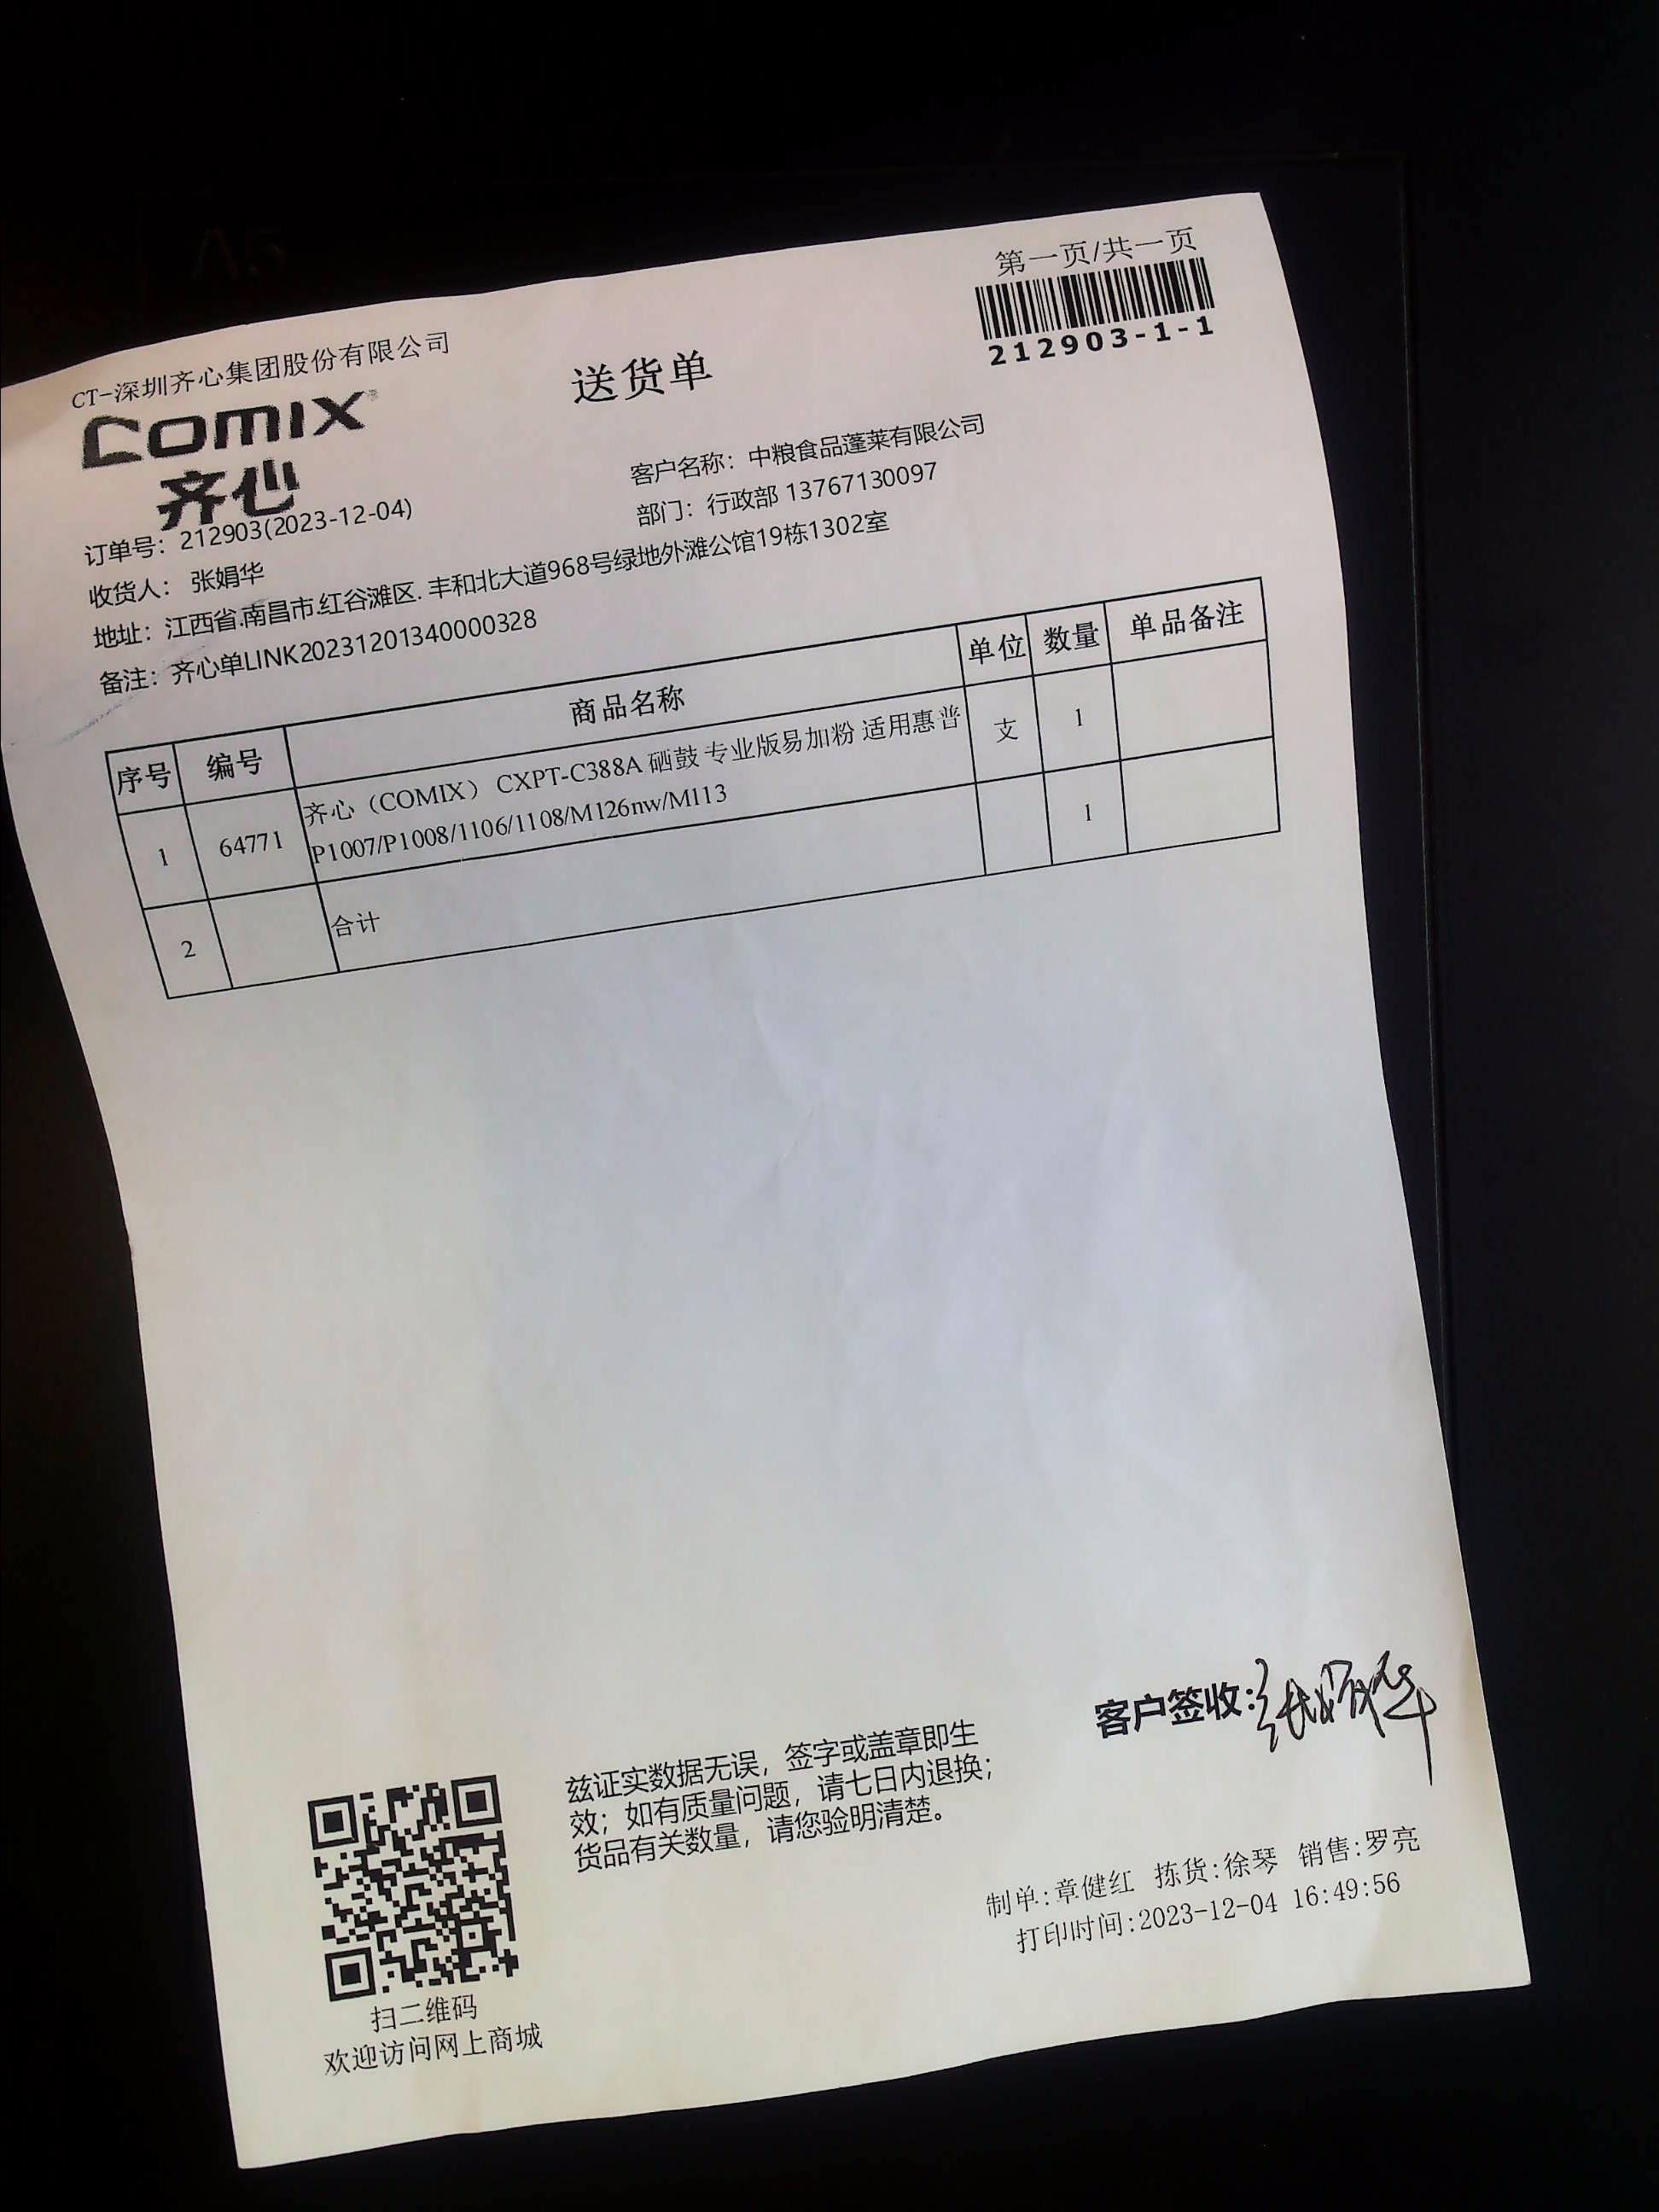 第一页/共一页
212903-1-1
CT-深圳齐心集团股份有限公司
COMIX
齐心
送货单
客户名称：中粮食品蓬莱有限公司
订单号：212903(2023-12-04)
部门：行政部 13767130097
收货人： 张娟华
地址：江西省.南昌市.红谷滩区. 丰和北大道968号绿地外滩公馆19栋1302室
备注：齐心单LINK20231201340000328
序号 编号 商品名称 单位 数量 单品备注
1 64771 齐心（COMIX） CXPT-C388A 硒鼓 专业版易加粉 适用惠普 支 1
P1007/P1008/1106/1108/M126nw/M113
2 合计 1
客户签收：张娟华
兹证实数据无误，签字或盖章即生
效；如有质量问题，请七日内退换；
货品有关数量，请您验明清楚。
制单:章健红 拣货:徐琴 销售:罗亮
打印时间:2023-12-04 16:49:56
扫二维码
欢迎访问网上商城